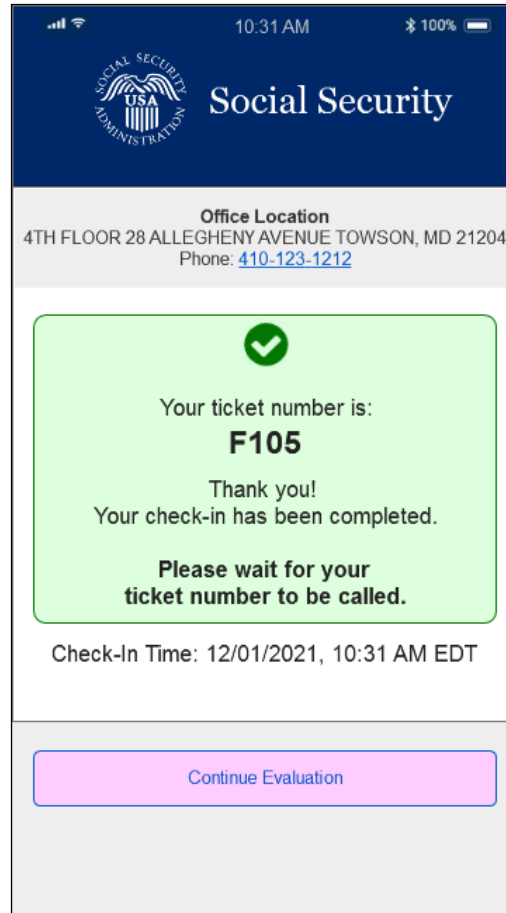 10:31 AM
100%
SOCIAL SECURITY ADMINISTRATION
USA
Social Security
Office Location
4TH FLOOR 28 ALLEGHENY AVENUE TOWSON, MD 21204
Phone: 410-123-1212
Your ticket number is:
F105
Thank you!
Your check-in has been completed.
Please wait for your
ticket number to be called.
Check-In Time: 12/01/2021, 10:31 AM EDT
Continue Evaluation